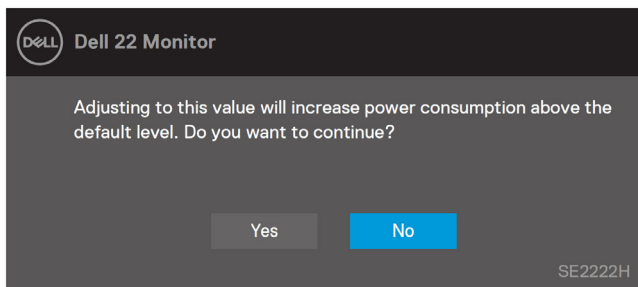 DELL Dell 22 Monitor
Adjusting to this value will increase power consumption above the
default level. Do you want to continue?
Yes No
SE2222H